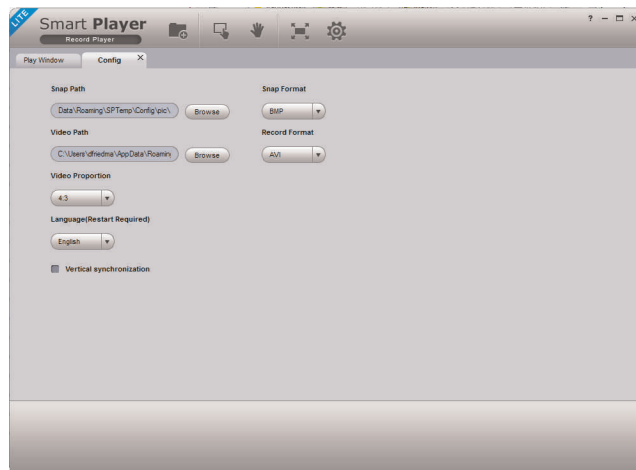 LITE
Smart Player
Record Player
? – □ ×
Play Window
Config ×
Snap Path
Snap Format
Data\Roaming\SPTemp\Config\pic\
Browse
BMP
Video Path
Record Format
C:\Users\dfriedma\AppData\Roaming
Browse
AVI
Video Proportion
4:3
Language(Restart Required)
English
Vertical synchronization